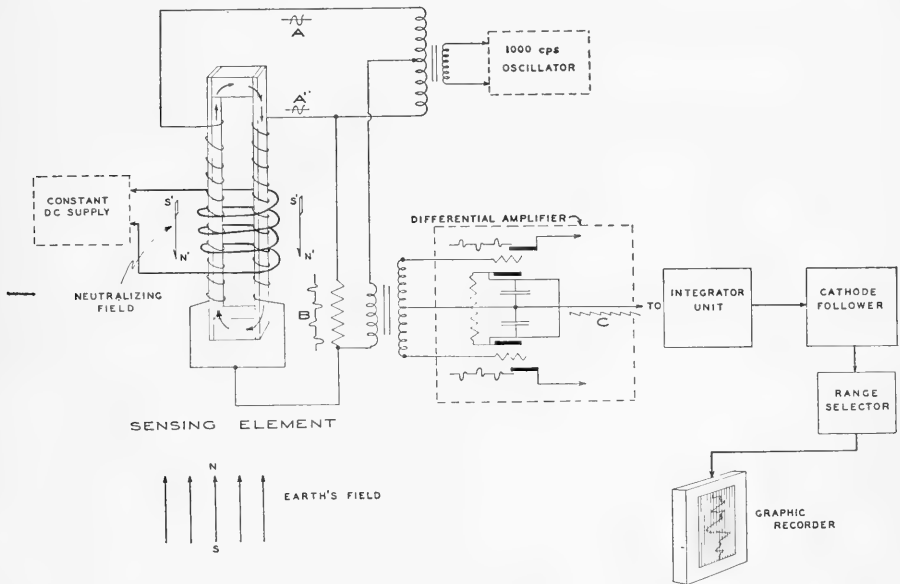 A
1000 cps
OSCILLATOR
A"
CONSTANT
DC SUPPLY
S'
S'
N'
N'
NEUTRALIZING
FIELD
B
DIFFERENTIAL AMPLIFIER
C
TO
INTEGRATOR
UNIT
CATHODE
FOLLOWER
RANGE
SELECTOR
SENSING ELEMENT
N
EARTH'S FIELD
S
GRAPHIC
RECORDER